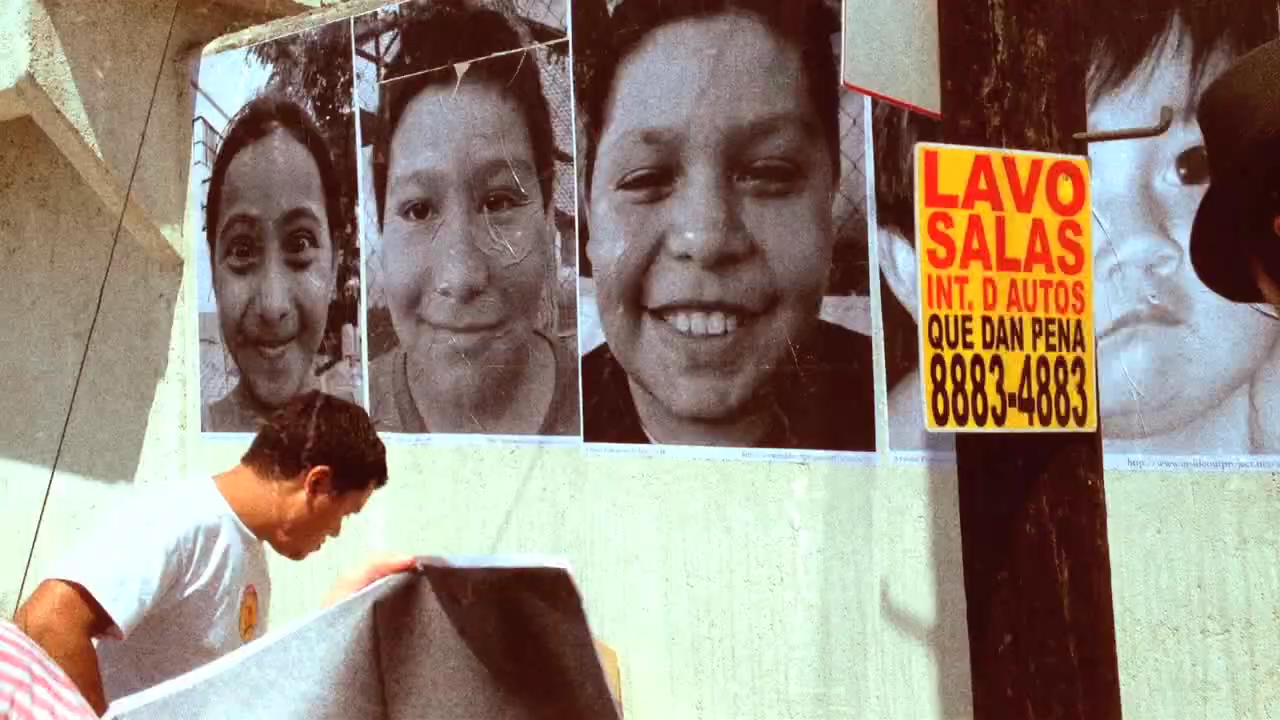 LAVO
SALAS
INT. D AUTOS
QUE DAN PENA
8883-4883